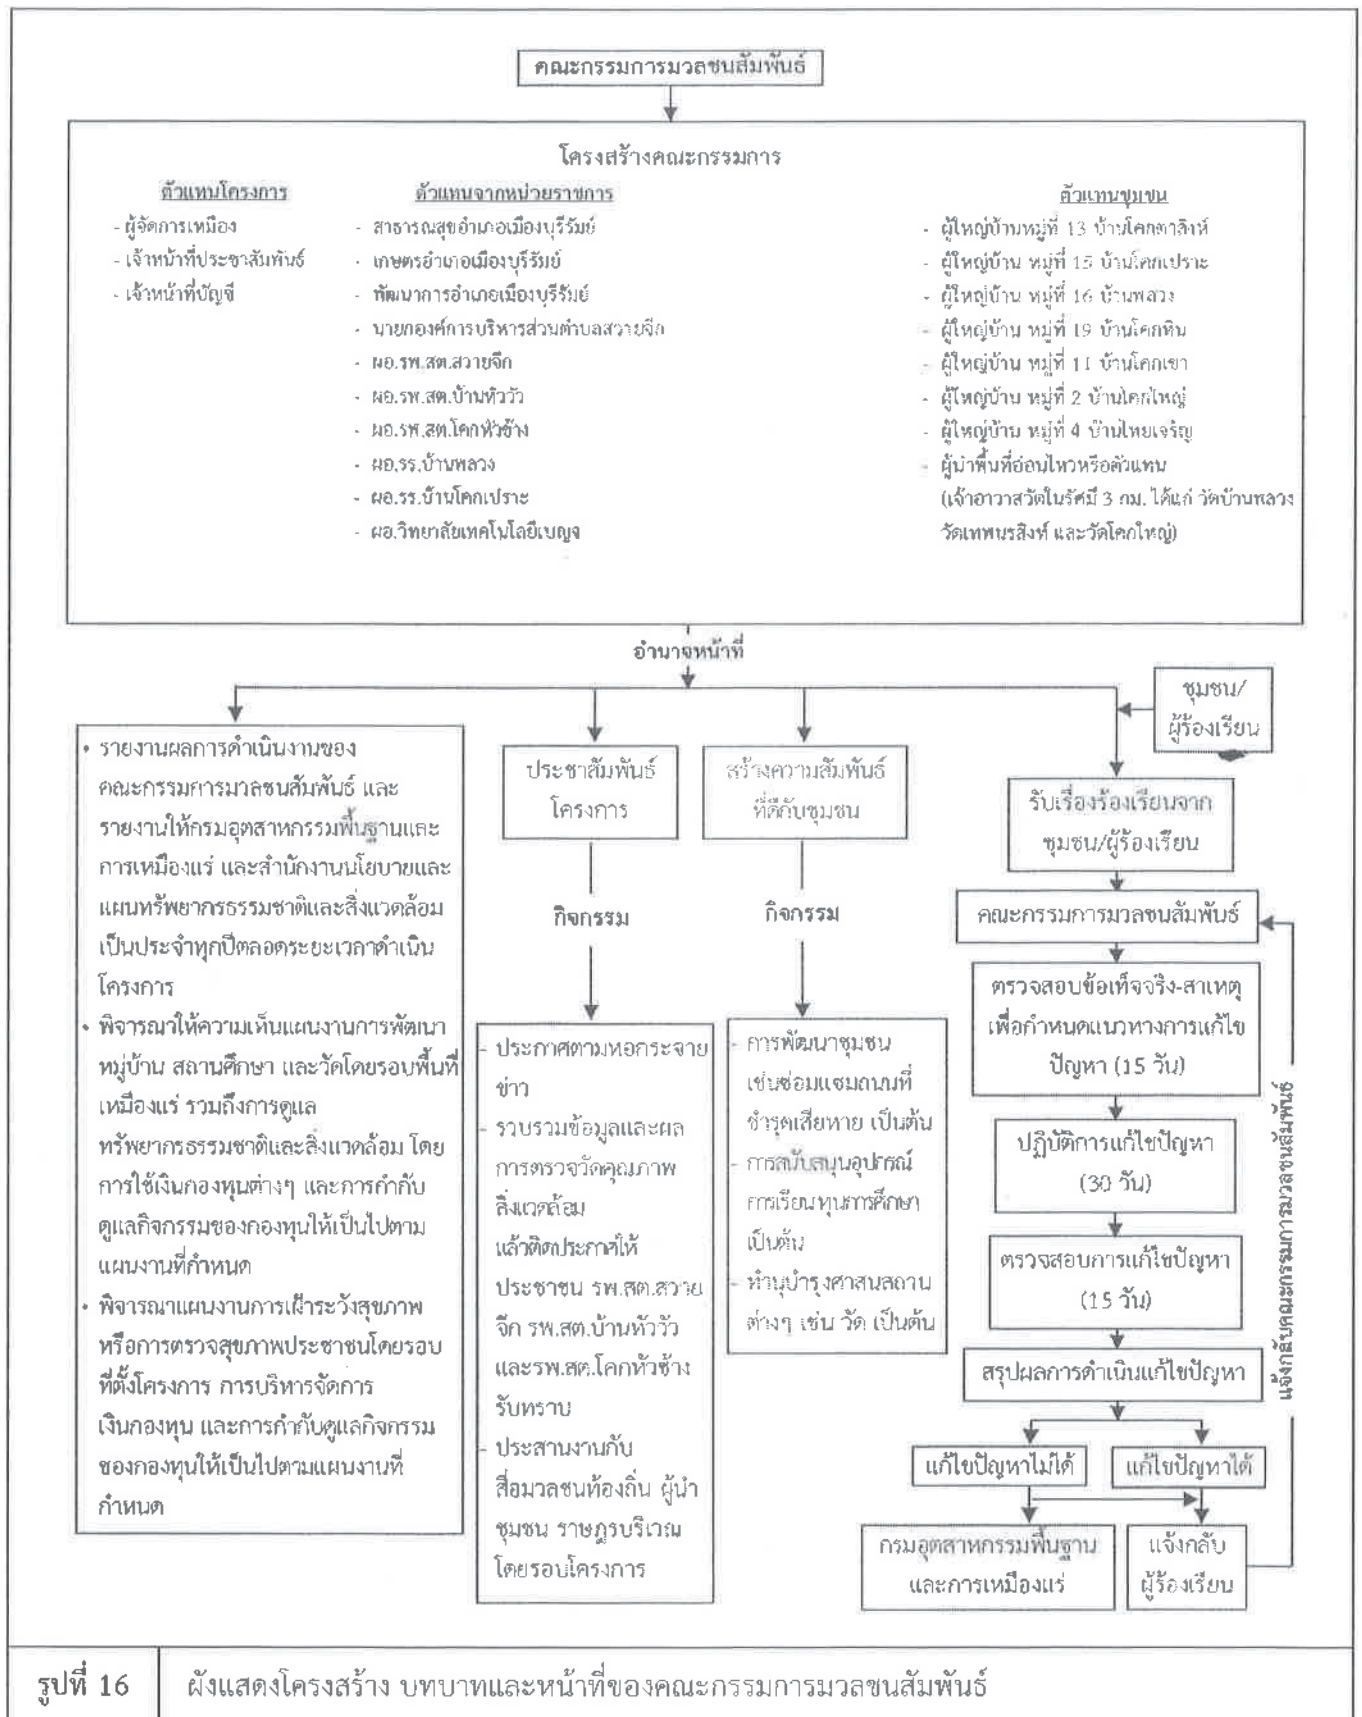 คณะกรรมการมวลชนสัมพันธ์
โครงสร้างคณะกรรมการ
ตัวแทนโครงการ
- ผู้จัดการเหมือง
- เจ้าหน้าที่ประชาสัมพันธ์
- เจ้าหน้าที่บัญชี
ตัวแทนจากหน่วยราชการ
- สาธารณสุขอำเภอเมืองบุรีรัมย์
- เกษตรอำเภอเมืองบุรีรัมย์
- พัฒนาการอำเภอเมืองบุรีรัมย์
- นายกองค์การบริหารส่วนตำบลสวายจีก
- ผอ.รพ.สต.สวายจีก
- ผอ.รพ.สต.บ้านหัววัว
- ผอ.รพ.สต.โคกหัวช้าง
- ผอ.รร.บ้านพลวง
- ผอ.รร.บ้านโคกเปราะ
- ผอ.วิทยาลัยเทคโนโลยีเบญจ
ตัวแทนชุมชน
- ผู้ใหญ่บ้านหมู่ที่ 13 บ้านโคกตาสิงห์
- ผู้ใหญ่บ้าน หมู่ที่ 15 บ้านโคกเปราะ
- ผู้ใหญ่บ้าน หมู่ที่ 16 บ้านพลวง
- ผู้ใหญ่บ้าน หมู่ที่ 19 บ้านโคกหิน
- ผู้ใหญ่บ้าน หมู่ที่ 11 บ้านโคกเขา
- ผู้ใหญ่บ้าน หมู่ที่ 2 บ้านโคกใหญ่
- ผู้ใหญ่บ้าน หมู่ที่ 4 บ้านไทยเจริญ
- ผู้นำพื้นที่อ่อนไหวหรือตัวแทน
(เจ้าอาวาสวัดในรัศมี 3 กม. ได้แก่ วัดบ้านพลวง
วัดเทพนรสิงห์ และวัดโคกใหญ่)
อำนาจหน้าที่
ชุมชน/
ผู้ร้องเรียน
• รายงานผลการดำเนินงานของ
คณะกรรมการมวลชนสัมพันธ์ และ
รายงานให้กรมอุตสาหกรรมพื้นฐานและ
การเหมืองแร่ และสำนักงานนโยบายและ
แผนทรัพยากรธรรมชาติและสิ่งแวดล้อม
เป็นประจำทุกปีตลอดระยะเวลาดำเนิน
โครงการ
• พิจารณาให้ความเห็นแผนงานการพัฒนา
หมู่บ้าน สถานศึกษา และวัดโดยรอบพื้นที่
เหมืองแร่ รวมถึงการดูแล
ทรัพยากรธรรมชาติและสิ่งแวดล้อม โดย
การใช้เงินกองทุนต่างๆ และการกำกับ
ดูแลกิจกรรมของกองทุนให้เป็นไปตาม
แผนงานที่กำหนด
• พิจารณาแผนงานการเฝ้าระวังสุขภาพ
หรือการตรวจสุขภาพประชาชนโดยรอบ
ที่ตั้งโครงการ การบริหารจัดการ
เงินกองทุน และการกำกับดูแลกิจกรรม
ของกองทุนให้เป็นไปตามแผนงานที่
กำหนด
ประชาสัมพันธ์
โครงการ
กิจกรรม
- ประกาศตามหอกระจาย
ข่าว
- รวบรวมข้อมูลและผล
การตรวจวัดคุณภาพ
สิ่งแวดล้อม
แล้วติดประกาศให้
ประชาชน รพ.สต.สวาย
จีก รพ.สต.บ้านหัววัว
และรพ.สต.โคกหัวช้าง
รับทราบ
- ประสานงานกับ
สื่อมวลชนท้องถิ่น ผู้นำ
ชุมชน ราษฎรบริเวณ
โดยรอบโครงการ
สร้างความสัมพันธ์
ที่ดีกับชุมชน
กิจกรรม
- การพัฒนาชุมชน
เช่นซ่อมแซมถนนที่
ชำรุดเสียหาย เป็นต้น
- การสนับสนุนอุปกรณ์
การเรียนทุนการศึกษา
เป็นต้น
- ทำนุบำรุงศาสนสถาน
ต่างๆ เช่น วัด เป็นต้น
รับเรื่องร้องเรียนจาก
ชุมชน/ผู้ร้องเรียน
คณะกรรมการมวลชนสัมพันธ์
ตรวจสอบข้อเท็จจริง-สาเหตุ
เพื่อกำหนดแนวทางการแก้ไข
ปัญหา (15 วัน)
ปฏิบัติการแก้ไขปัญหา
(30 วัน)
ตรวจสอบการแก้ไขปัญหา
(15 วัน)
สรุปผลการดำเนินแก้ไขปัญหา
แก้ไขปัญหาไม่ได้
แก้ไขปัญหาได้
กรมอุตสาหกรรมพื้นฐาน
และการเหมืองแร่
แจ้งกลับ
ผู้ร้องเรียน
แจ้งกลับคณะกรรมการมวลชนสัมพันธ์
รูปที่ 16
ผังแสดงโครงสร้าง บทบาทและหน้าที่ของคณะกรรมการมวลชนสัมพันธ์